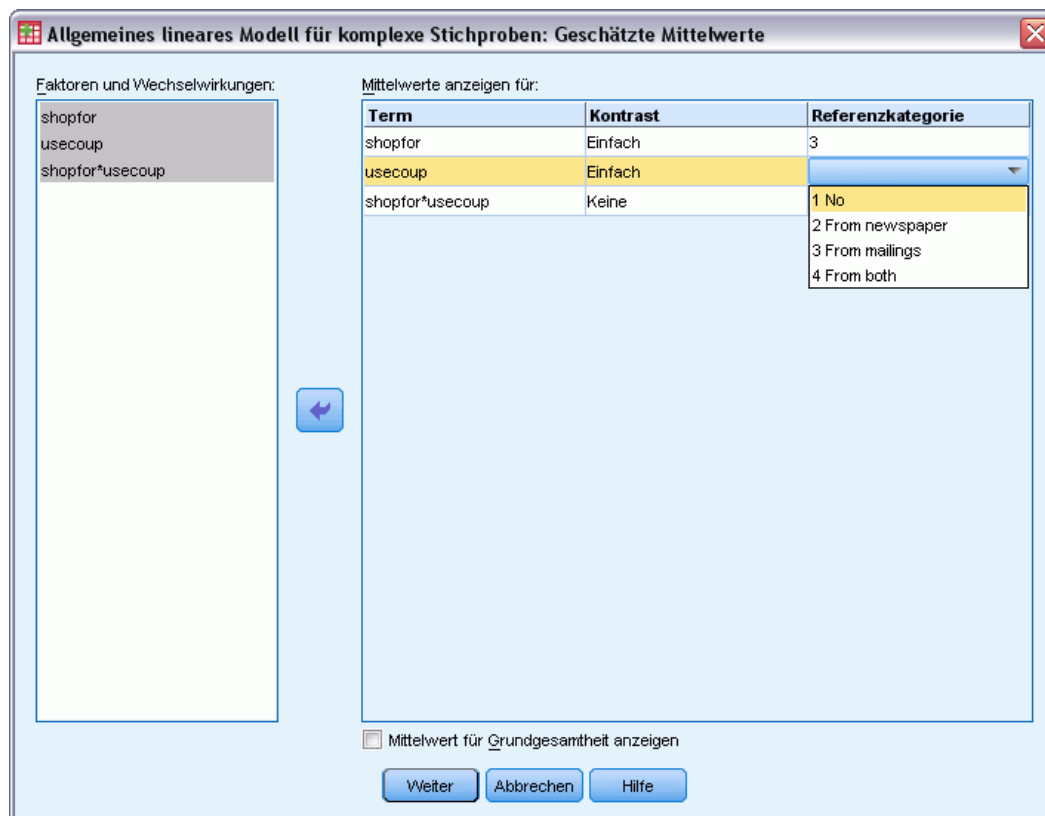 Allgemeines lineares Modell für komplexe Stichproben: Geschätzte Mittelwerte
Faktoren und Wechselwirkungen:
shopfor
usecoup
shopfor*usecoup
Mittelwerte anzeigen für:
Term Kontrast Referenzkategorie
shopfor Einfach 3
usecoup Einfach
shopfor*usecoup Keine
1 No
2 From newspaper
3 From mailings
4 From both
Mittelwert für Grundgesamtheit anzeigen
Weiter Abbrechen Hilfe